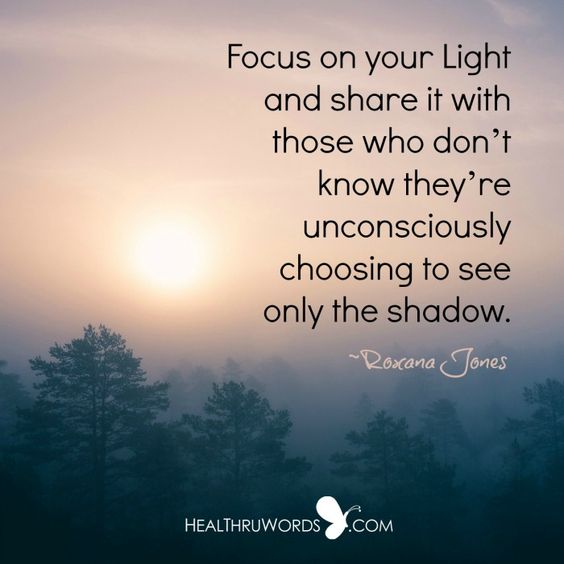 Focus on your Light
and share it with
those who don't
know they're
unconsciously
choosing to see
only the shadow.
~Roxana Jones
HEALTHRUWORDS.COM